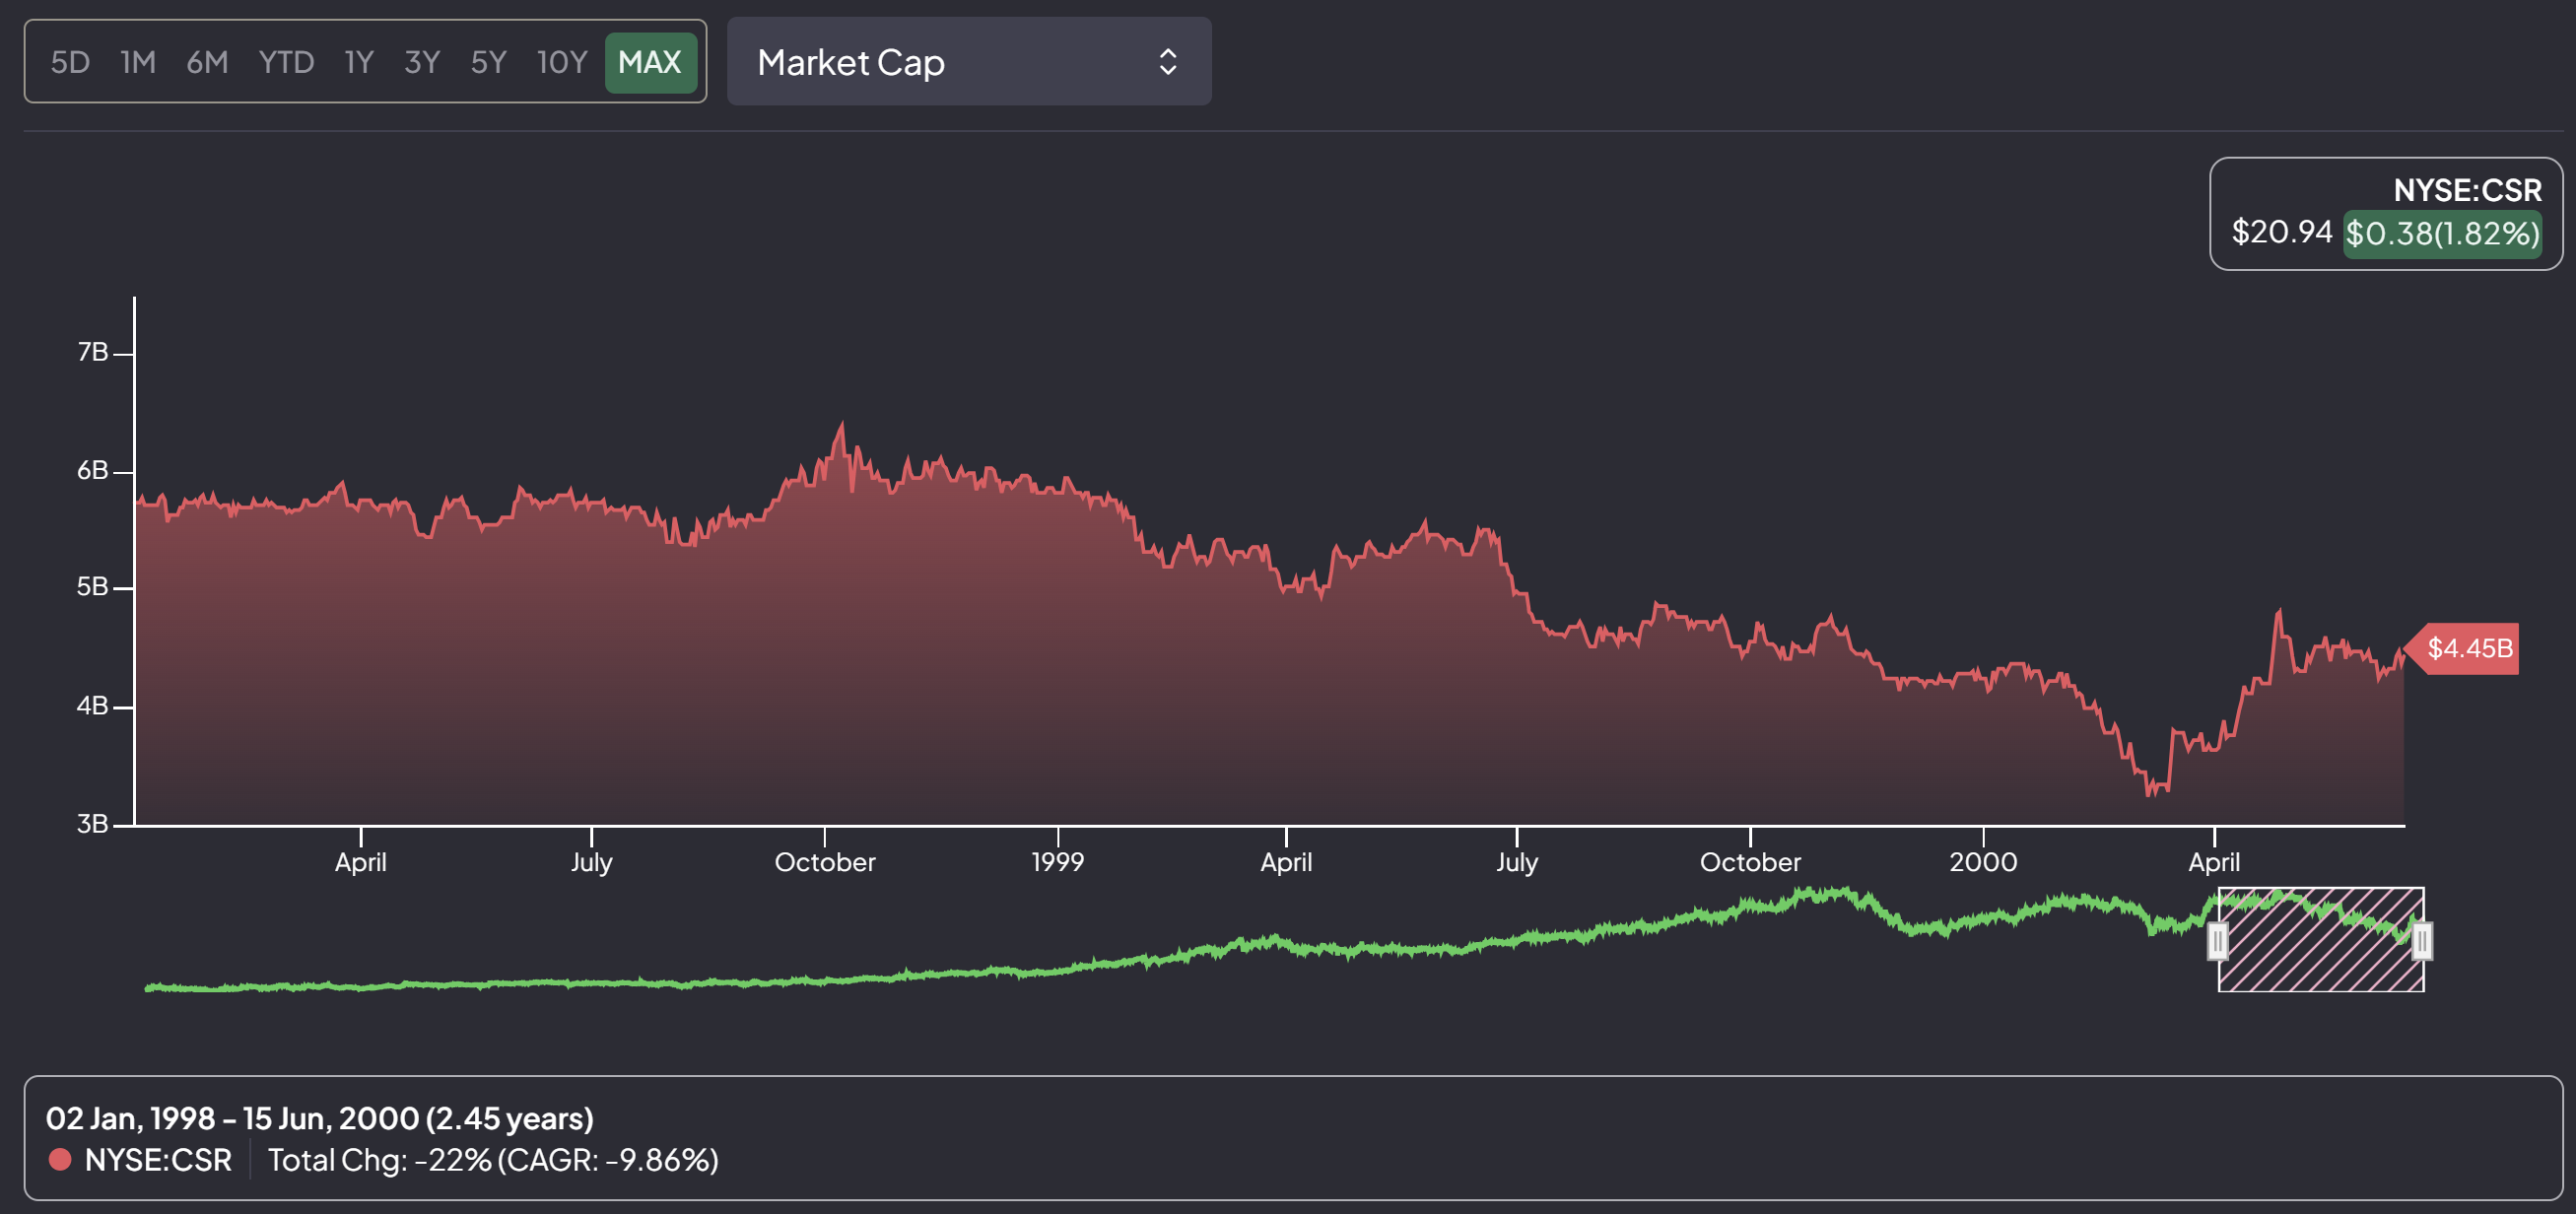 5D 1M 6M YTD 1Y 3Y 5Y 10Y MAX
Market Cap
NYSE:CSR
$20.94 $0.38(1.82%)
7B
6B
5B
4B
3B
$4.45B
April July October 1999 April July October 2000 April
02 Jan, 1998 – 15 Jun, 2000 (2.45 years)
NYSE:CSR Total Chg: -22% (CAGR: -9.86%)